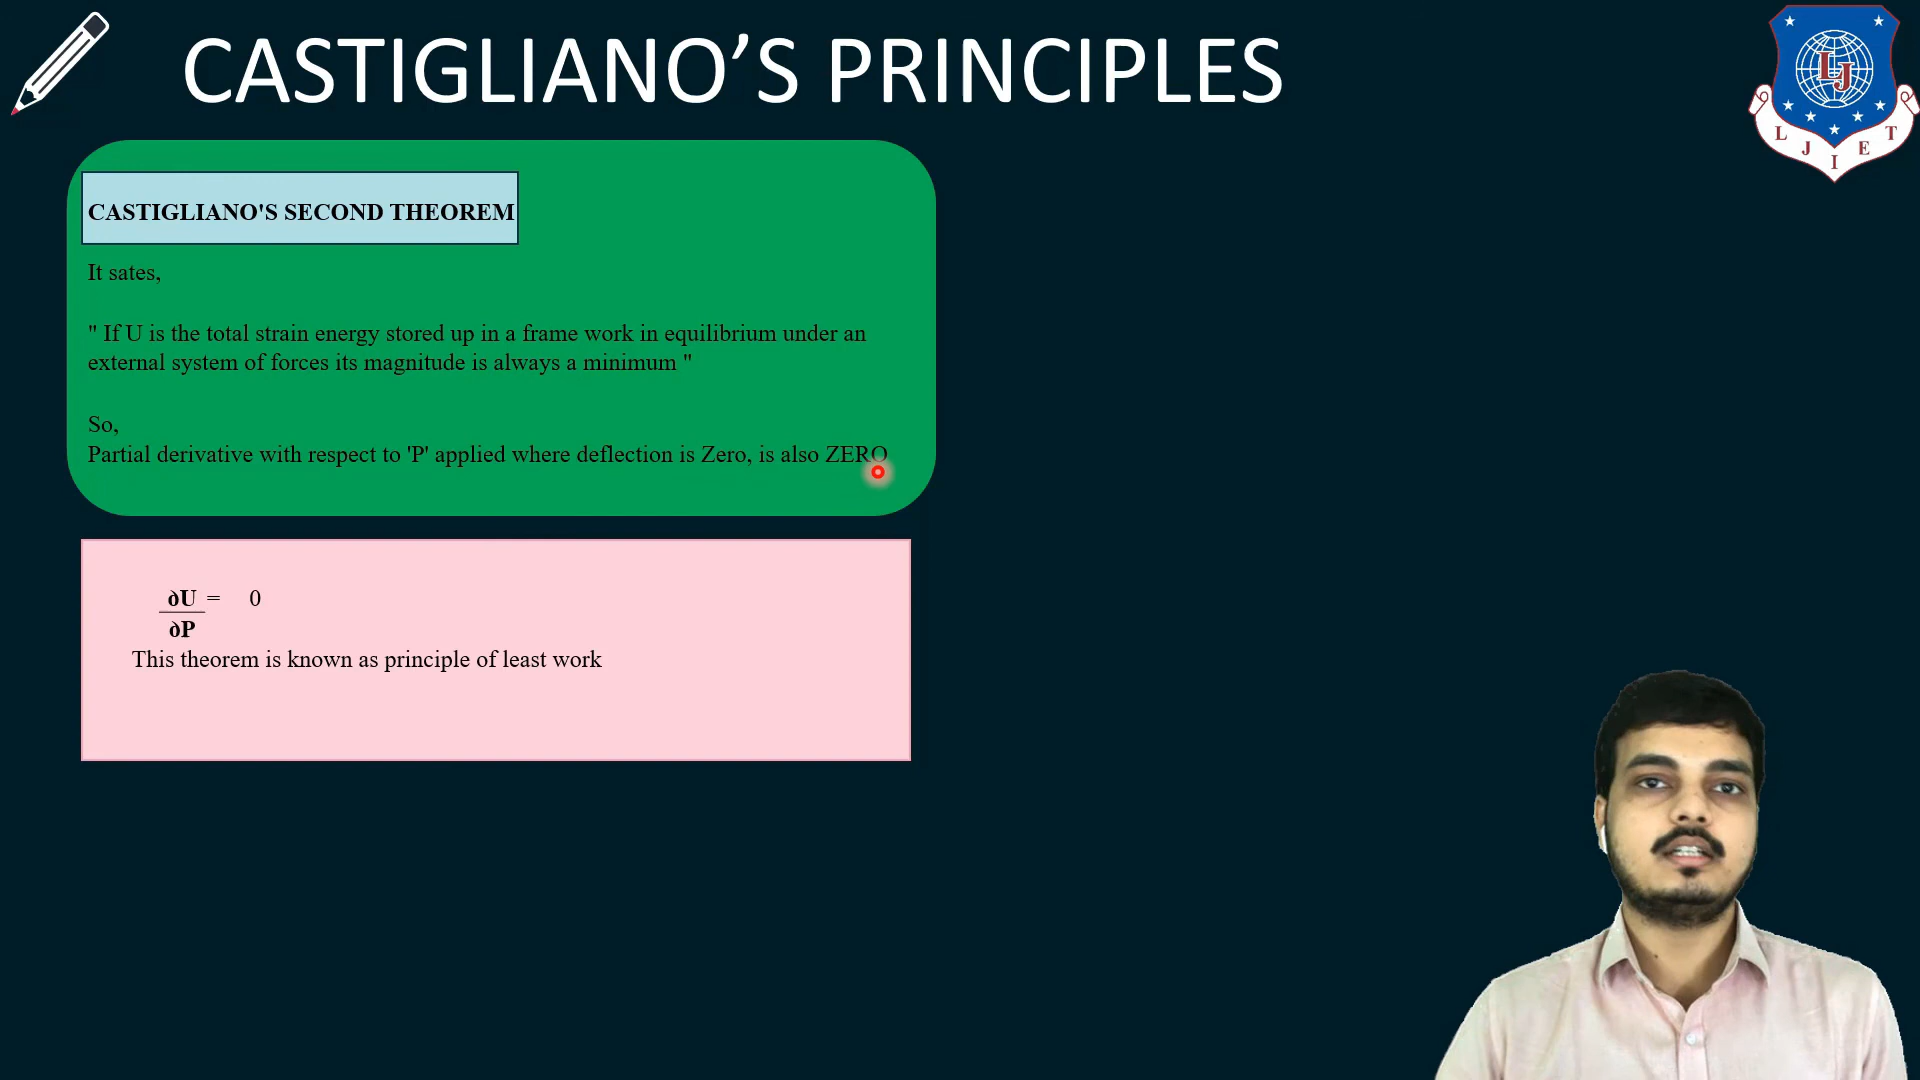 CASTIGLIANO’S PRINCIPLES
LJ
L J I E T
CASTIGLIANO'S SECOND THEOREM
It sates,
" If U is the total strain energy stored up in a frame work in equilibrium under an
external system of forces its magnitude is always a minimum "
So,
Partial derivative with respect to 'P' applied where deflection is Zero, is also ZERO
∂U = 0
∂P
This theorem is known as principle of least work